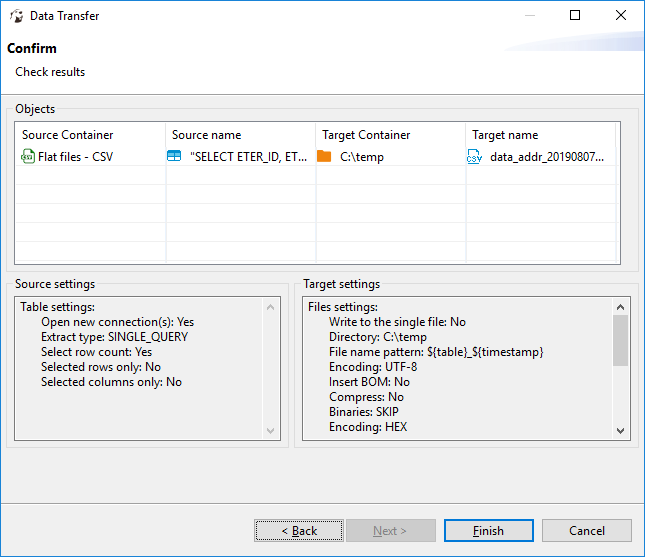 Data Transfer
Confirm
Check results
Objects
Source Container Source name Target Container Target name
CSV Flat files - CSV "SELECT ETER_ID, ET... C:\temp CSV data_addr_20190807...
Source settings
Table settings:
Open new connection(s): Yes
Extract type: SINGLE_QUERY
Select row count: Yes
Selected rows only: No
Selected columns only: No
Target settings
Files settings:
Write to the single file: No
Directory: C:\temp
File name pattern: ${table}_${timestamp}
Encoding: UTF-8
Insert BOM: No
Compress: No
Binaries: SKIP
Encoding: HEX
< Back Next > Finish Cancel